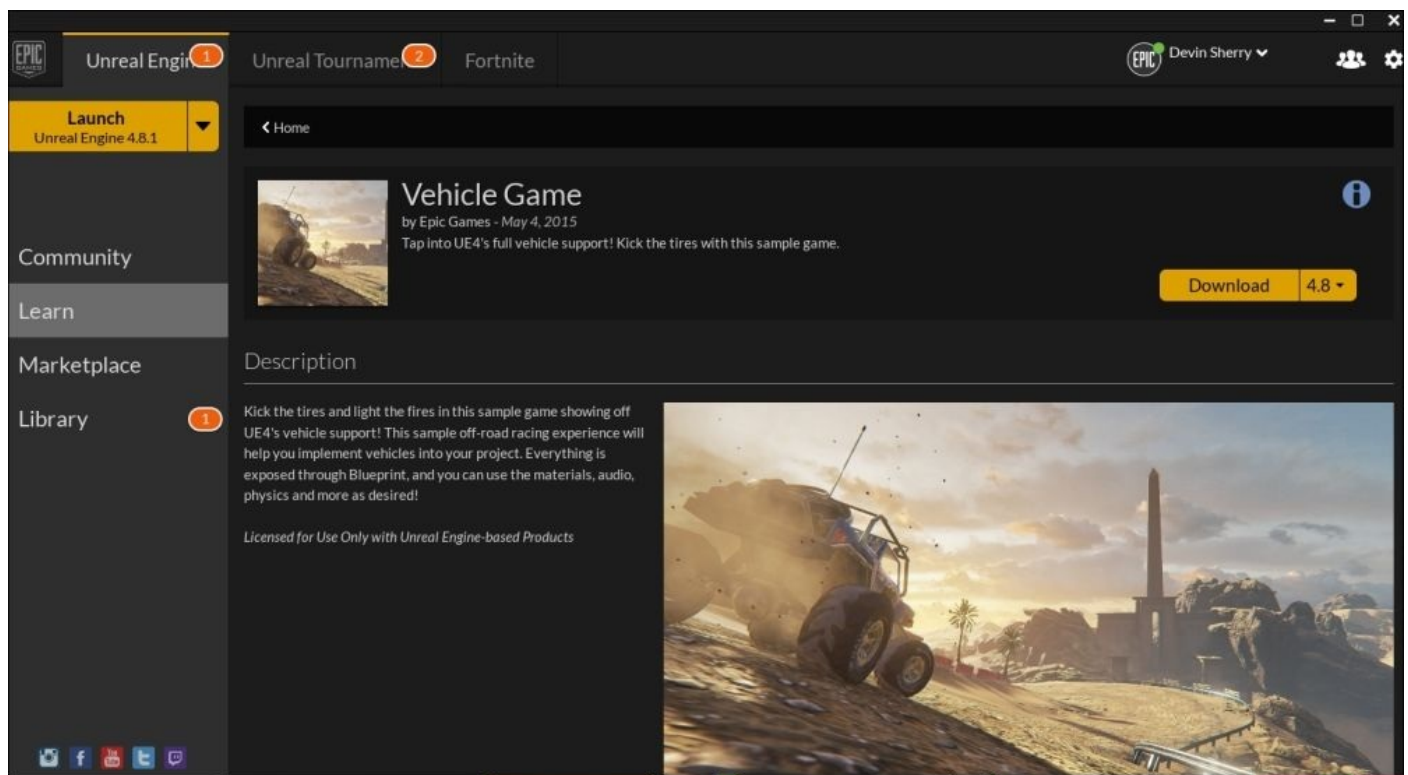 EPIC
GAMES
Unreal Engin
1
Unreal Tourname
2
Fortnite
EPIC
Devin Sherry
Launch
Unreal Engine 4.8.1
Home
Vehicle Game
by Epic Games - May 4, 2015
Tap into UE4's full vehicle support! Kick the tires with this sample game.
Download
4.8
Community
Learn
Marketplace
Library
1
Description
Kick the tires and light the fires in this sample game showing off
UE4's vehicle support! This sample off-road racing experience will
help you implement vehicles into your project. Everything is
exposed through Blueprint, and you can use the materials, audio,
physics and more as desired!
Licensed for Use Only with Unreal Engine-based Products